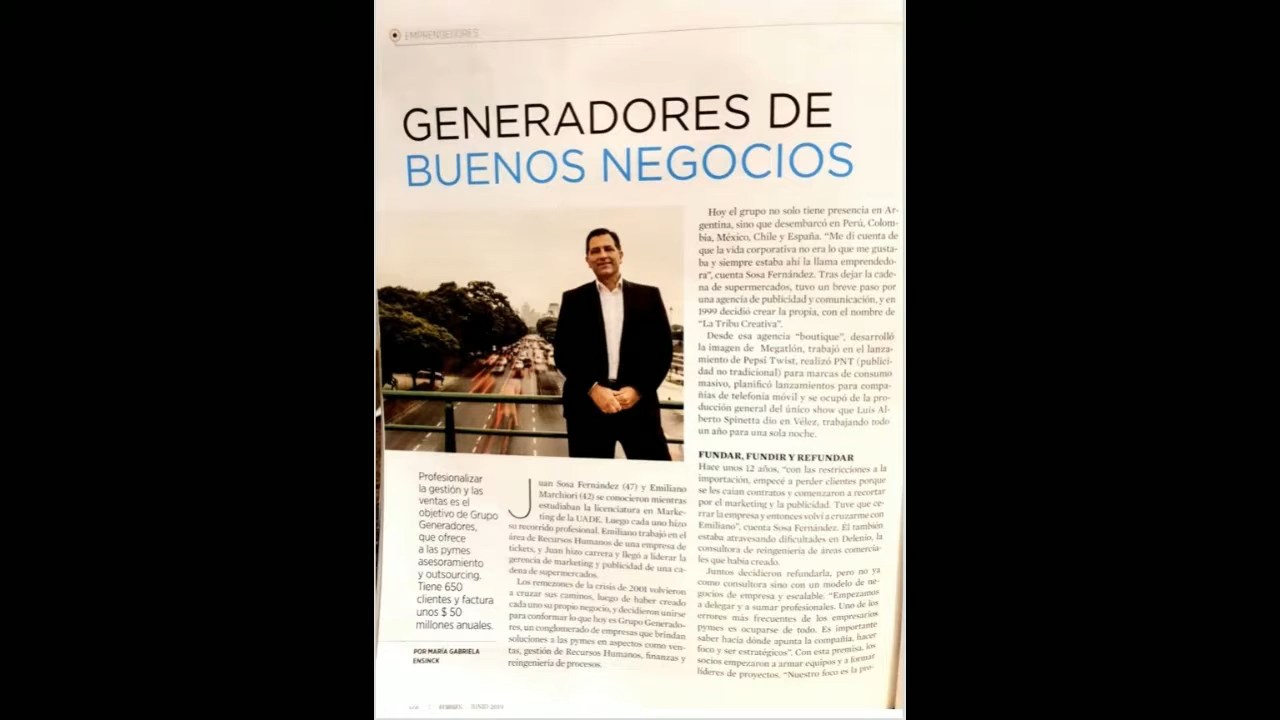 EMPRENDEDORES
GENERADORES DE
BUENOS NEGOCIOS
Profesionalizar
la gestión y las
ventas es el
objetivo de Grupo
Generadores,
que ofrece
a las pymes
asesoramiento
y outsourcing.
Tiene 650
clientes y factura
unos $ 50
millones anuales.
POR MARÍA GABRIELA
ENSINCK
Juan Sosa Fernández (47) y Emiliano
Marchiori (42) se conocieron mientras
estudiaban la licenciatura en Marke-
ting de la UADE. Luego cada uno hizo
su recorrido profesional. Emiliano trabajó en el
área de Recursos Humanos de una empresa de
tickets, y Juan hizo carrera y llegó a liderar la
gerencia de marketing y publicidad de una ca-
dena de supermercados.
Los remezones de la crisis de 2001 volvieron
a cruzar sus caminos, luego de haber creado
cada uno su propio negocio, y decidieron unirse
para conformar lo que hoy es Grupo Generado-
res, un conglomerado de empresas que brindan
soluciones a las pymes en aspectos como ven-
tas, gestión de Recursos Humanos, finanzas y
reingeniería de procesos.
Hoy el grupo no solo tiene presencia en Ar-
gentina, sino que desembarcó en Perú, Colom-
bia, México, Chile y España. “Me di cuenta de
que la vida corporativa no era lo que me gusta-
ba y siempre estaba ahí la llama emprendedo-
ra”, cuenta Sosa Fernández. Tras dejar la cade-
na de supermercados, tuvo un breve paso por
una agencia de publicidad y comunicación, y en
1999 decidió crear la propia, con el nombre de
“La Tribu Creativa”.
Desde esa agencia “boutique”, desarrolló
la imagen de Megatlón, trabajó en el lanza-
miento de Pepsi Twist, realizó PNT (publici-
dad no tradicional) para marcas de consumo
masivo, planificó lanzamientos para compa-
ñías de telefonía móvil y se ocupó de la pro-
ducción general del único show que Luis Al-
berto Spinetta dio en Vélez, trabajando todo
un año para una sola noche.
FUNDAR, FUNDIR Y REFUNDAR
Hace unos 12 años, “con las restricciones a la
importación, empecé a perder clientes porque
se les caían contratos y comenzaron a recortar
por el marketing y la publicidad. Tuve que ce-
rrar la empresa y entonces volví a cruzarme con
Emiliano”, cuenta Sosa Fernández. Él también
estaba atravesando dificultades en Delenio, la
consultora de reingeniería de áreas comercia-
les que había creado.
Juntos decidieron refundarla, pero no ya
como consultora sino con un modelo de ne-
gocios de empresa y escalable. “Empezamos
a delegar y a sumar profesionales. Uno de los
errores más frecuentes de los empresarios
pymes es ocuparse de todo. Es importante
saber hacia dónde apunta la compañía, hacer
foco y ser estratégicos”. Con esta premisa, los
socios empezaron a armar equipos y a formar
líderes de proyectos. “Nuestro foco es la pro-